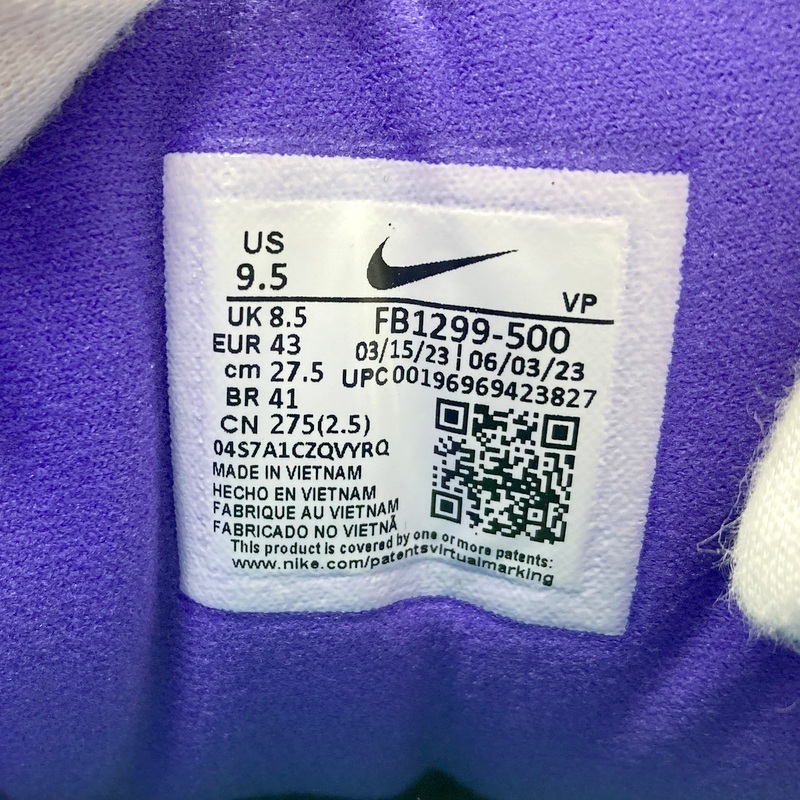 US
9.5
VP
UK 8.5
EUR 43
cm 27.5
BR 41
CN 275(2.5)
FB1299-500
03/15/23 | 06/03/23
UPC 00196969423827
04S7A1CZQVYRQ
MADE IN VIETNAM
HECHO EN VIETNAM
FABRIQUE AU VIETNAM
FABRICADO NO VIETNÃ
This product is covered by one or more patents:
www.nike.com/patentsvirtualmarking